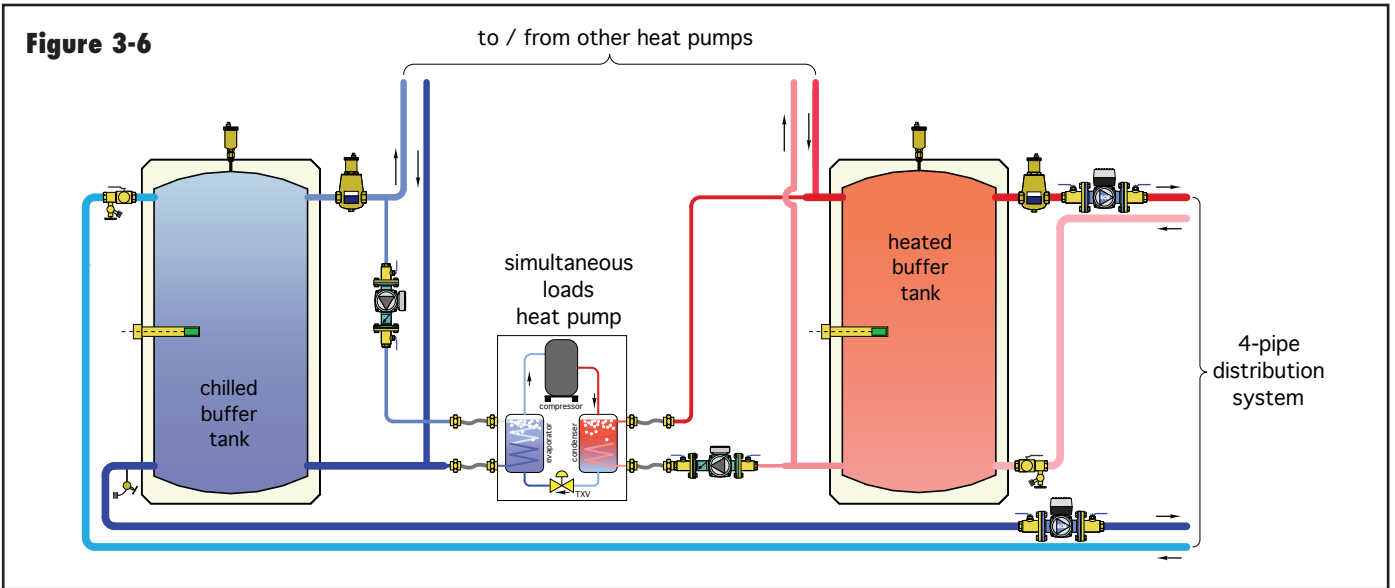 Figure 3-6
to / from other heat pumps
simultaneous
loads
heat pump
heated
buffer
tank
4-pipe
distribution
system
chilled
buffer
tank
compressor
evaporator
condenser
TXV